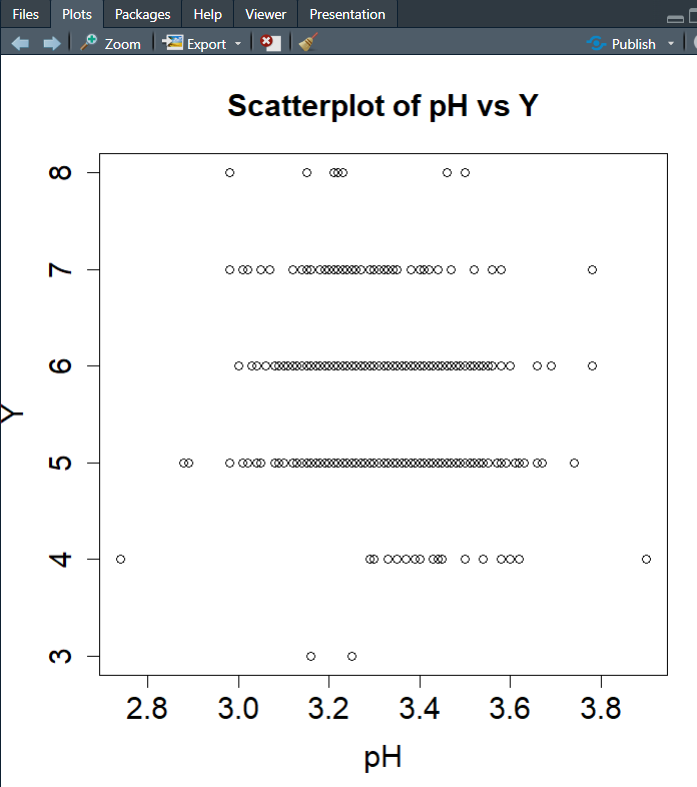 Files Plots Packages Help Viewer Presentation
Zoom Export Publish
Scatterplot of pH vs Y
8
7
6
5
4
3
Y
2.8 3.0 3.2 3.4 3.6 3.8
pH